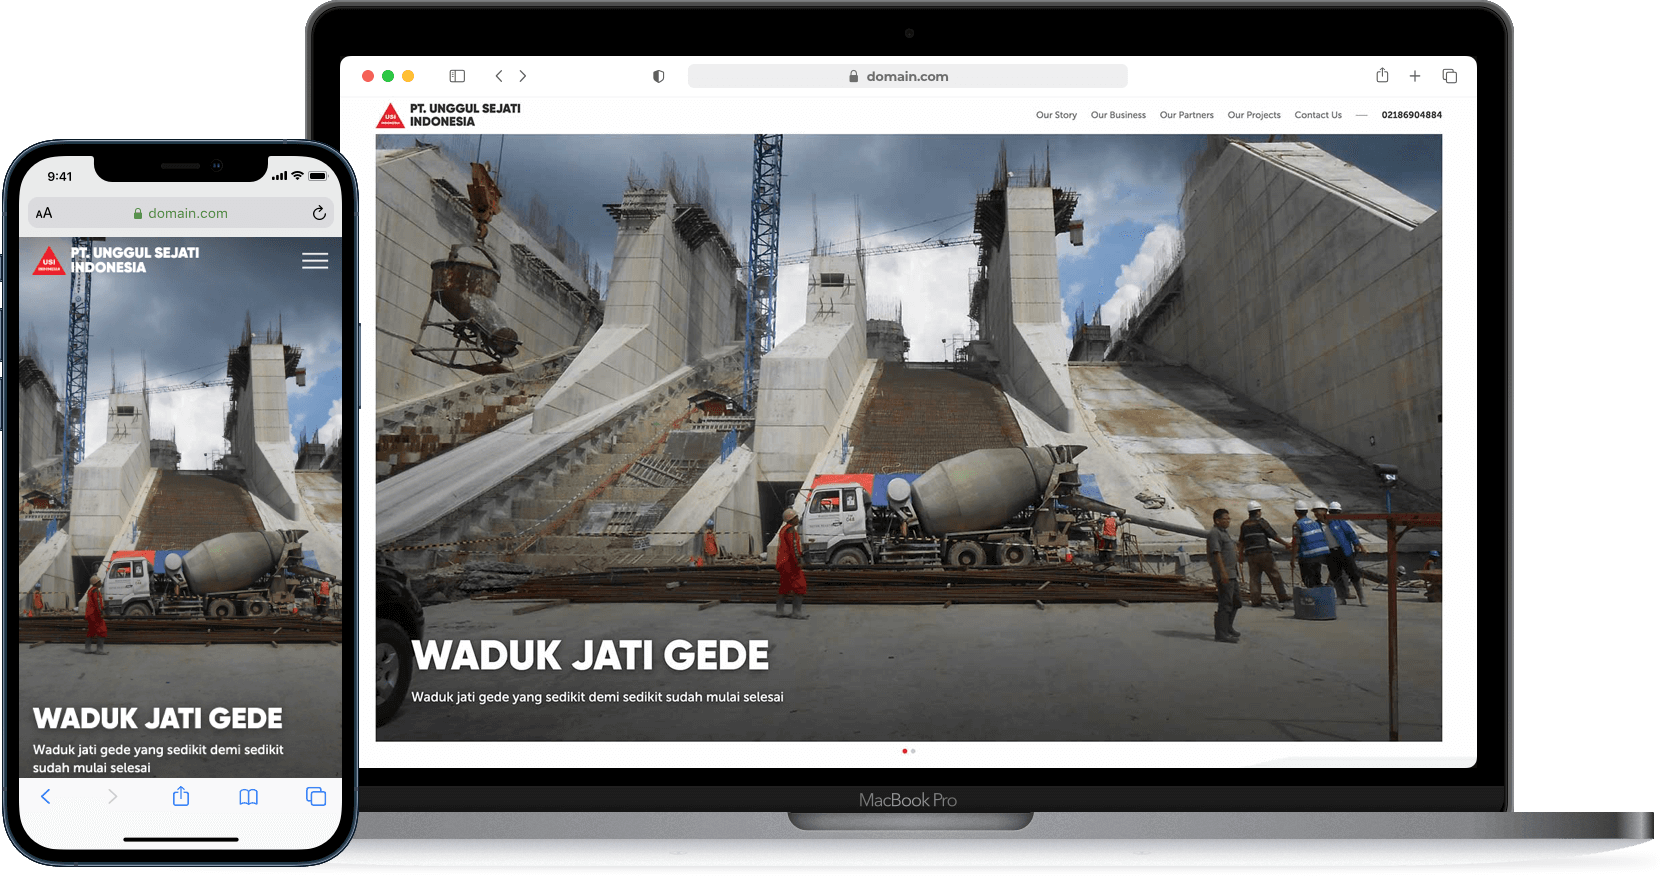 domain.com
USI
INDONESIA
PT. UNGGUL SEJATI
INDONESIA
Our Story
Our Business
Our Partners
Our Projects
Contact Us
02186904884
WADUK JATI GEDE
Waduk jati gede yang sedikit demi sedikit sudah mulai selesai
MacBook Pro
9:41
AA
domain.com
USI
INDONESIA
PT. UNGGUL SEJATI
INDONESIA
WADUK JATI GEDE
Waduk jati gede yang sedikit demi sedikit
sudah mulai selesai